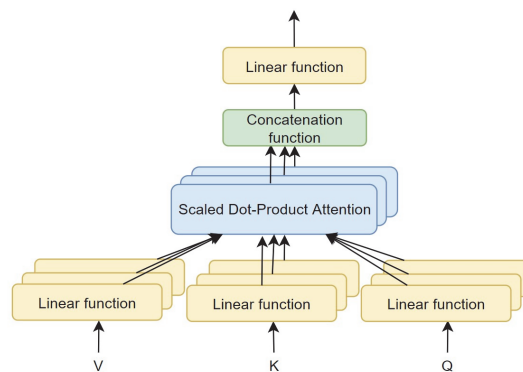 Linear function
Concatenation
function
Scaled Dot-Product Attention
Linear function
Linear function
Linear function
V
K
Q